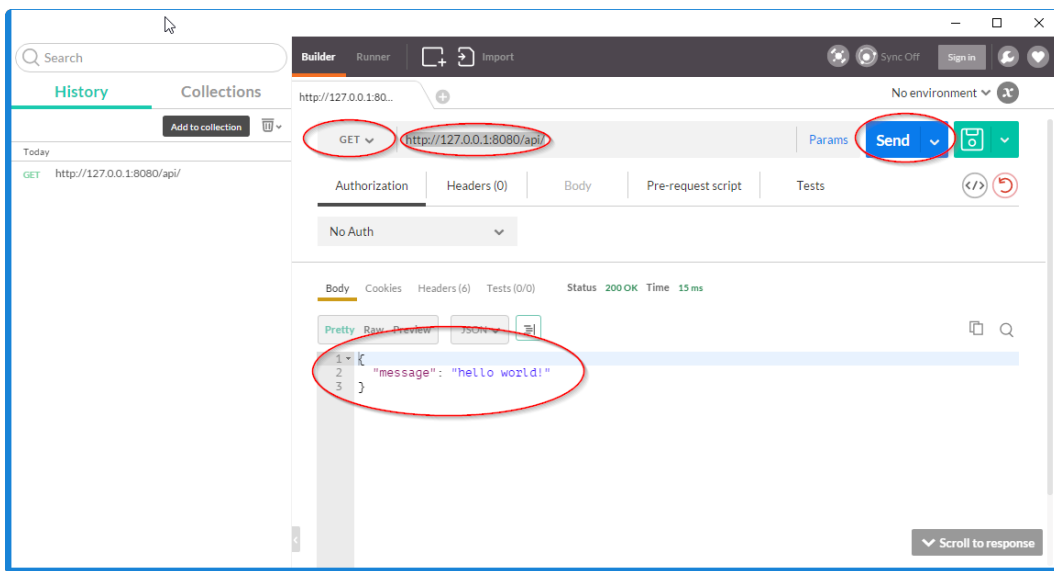 Search
Builder Runner Import Sync Off Sign in
History Collections
http://127.0.0.1:80... No environment
Add to collection
GET http://127.0.0.1:8080/api/ Params Send
Today
GET http://127.0.0.1:8080/api/
Authorization Headers (0) Body Pre-request script Tests
No Auth
Body Cookies Headers (6) Tests (0/0) Status 200 OK Time 15 ms
Pretty Raw Preview JSON
1 {
2 "message": "hello world!"
3 }
Scroll to response